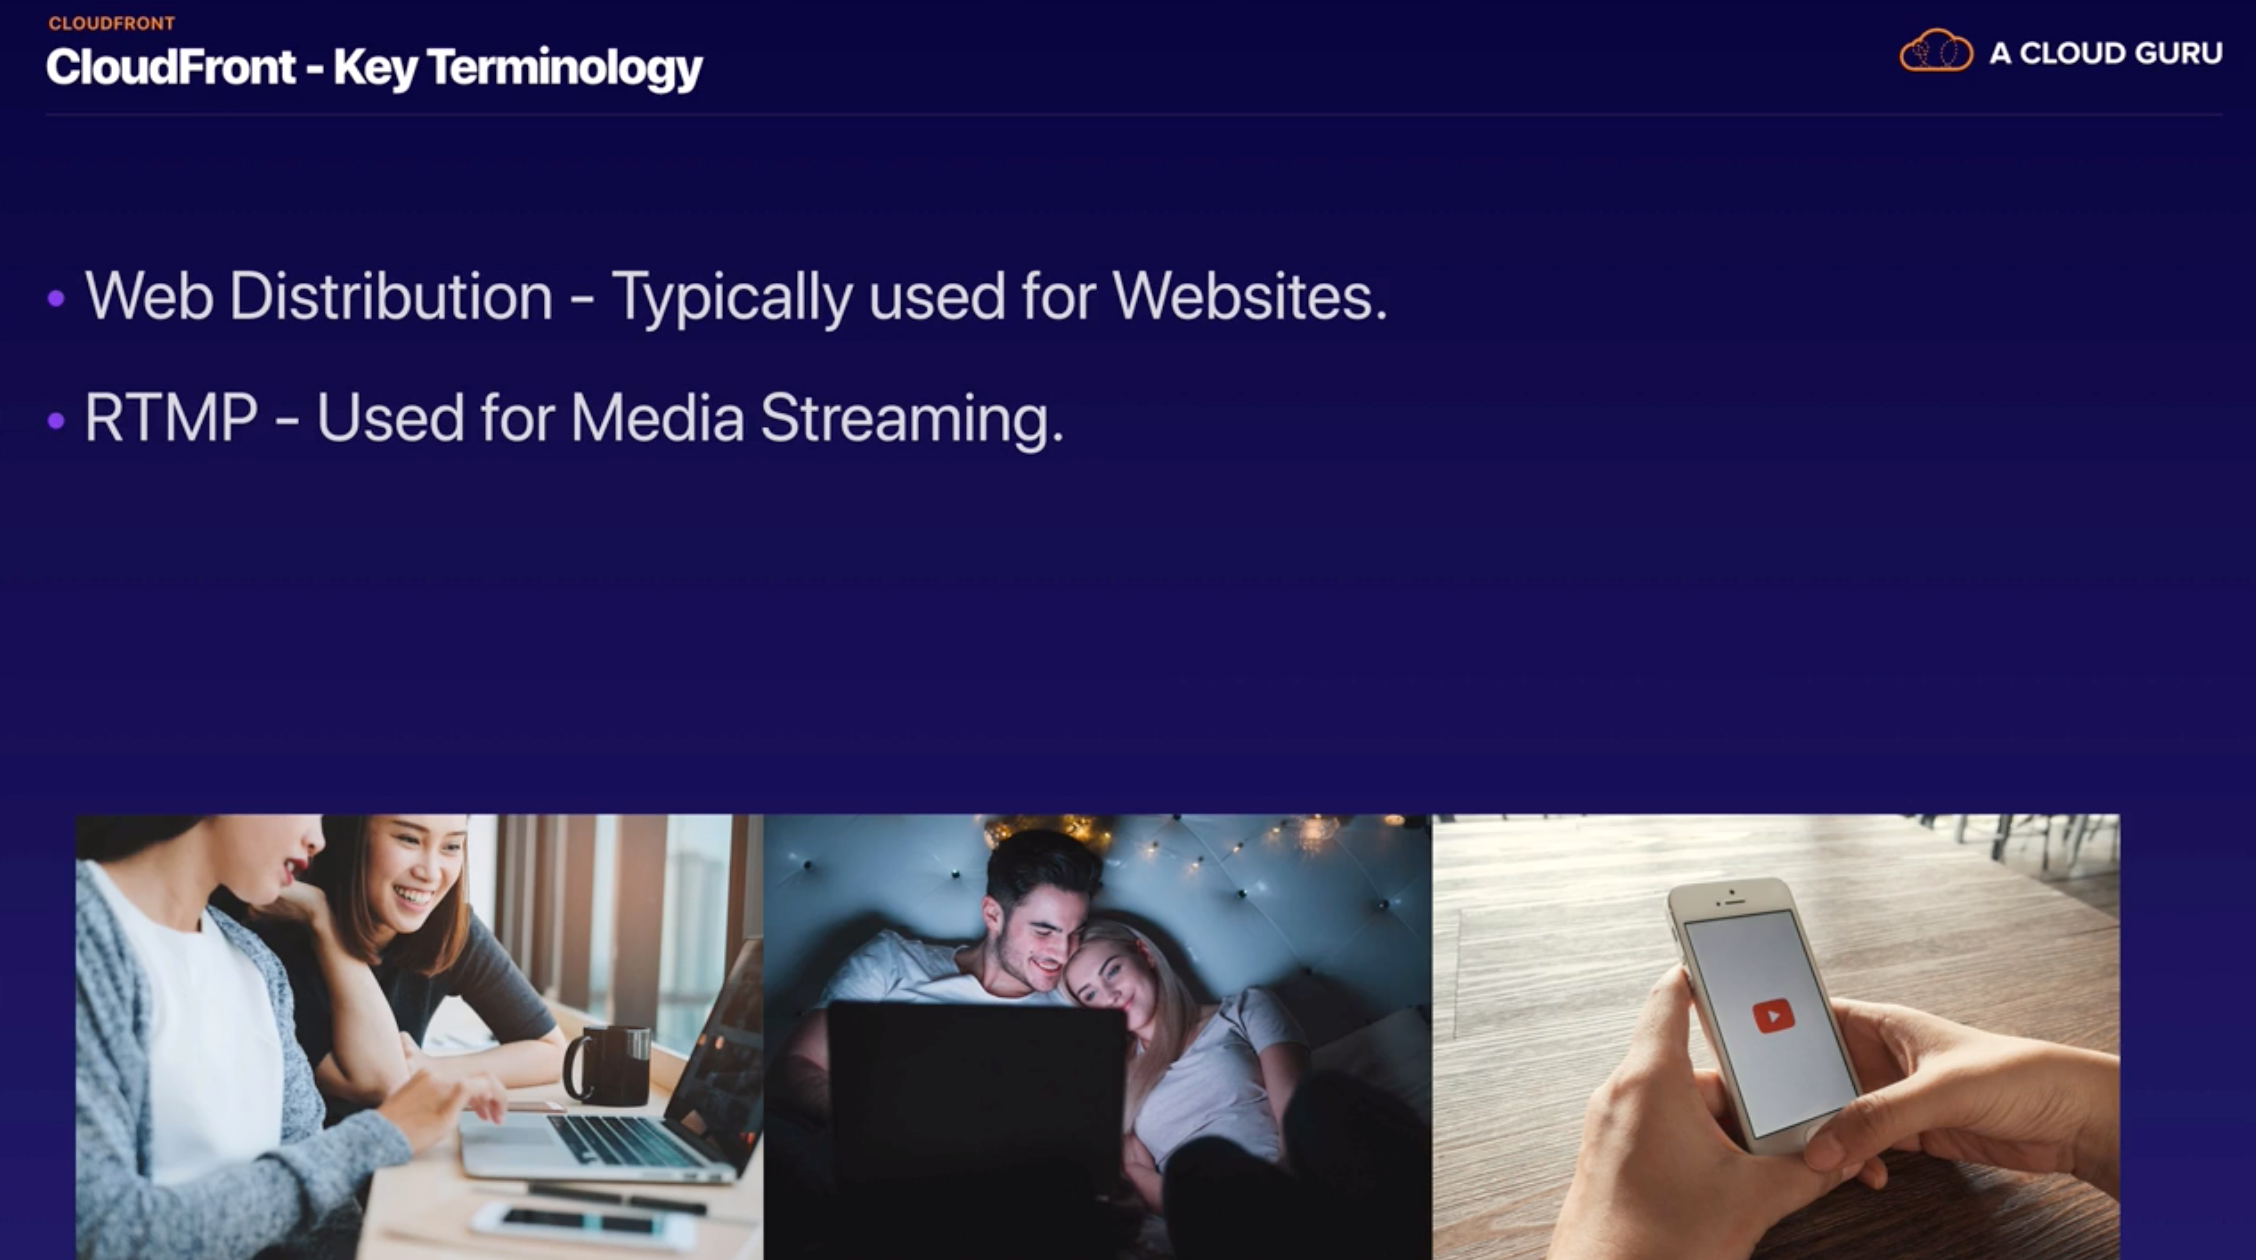 CLOUDFRONT
CloudFront - Key Terminology
A CLOUD GURU
• Web Distribution - Typically used for Websites.
• RTMP - Used for Media Streaming.